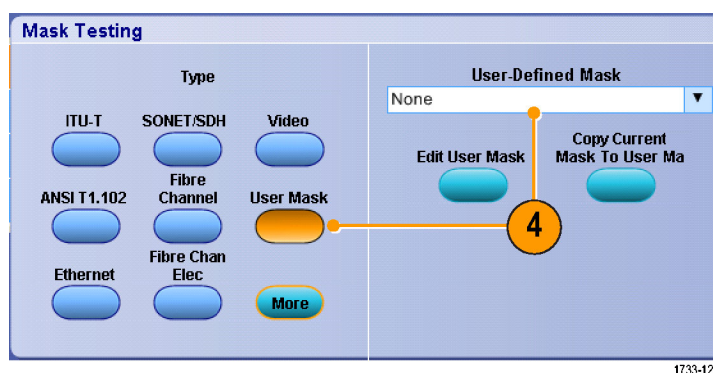 Mask Testing
Type
ITU-T
SONET/SDH
Video
ANSI T1.102
Fibre
Channel
User Mask
Ethernet
Fibre Chan
Elec
More
User-Defined Mask
None
Edit User Mask
Copy Current
Mask To User Ma
4
1733-12